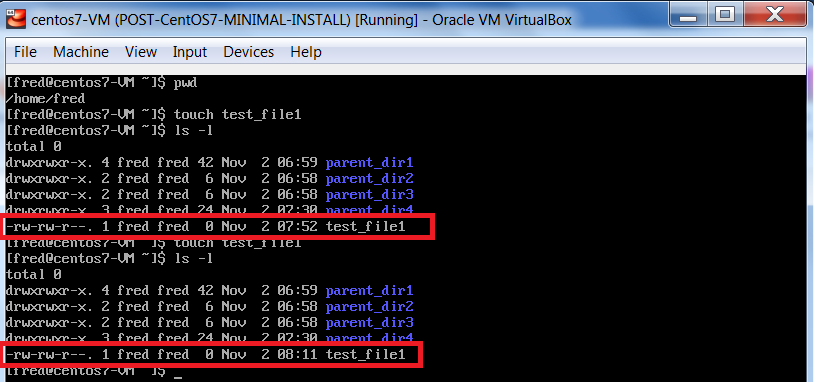 centos7-VM (POST-CentOS7-MINIMAL-INSTALL) [Running] - Oracle VM VirtualBox
File Machine View Input Devices Help
[fred@centos7-VM ~]$ pwd
/home/fred
[fred@centos7-VM ~]$ touch test_file1
[fred@centos7-VM ~]$ ls -l
total 0
drwxrwxr-x. 4 fred fred 42 Nov  2 06:59 parent_dir1
drwxrwxr-x. 2 fred fred  6 Nov  2 06:58 parent_dir2
drwxrwxr-x. 2 fred fred  6 Nov  2 06:58 parent_dir3
drwxrwxr-x. 3 fred fred 24 Nov  2 07:30 parent_dir4
-rw-rw-r--. 1 fred fred  0 Nov  2 07:52 test_file1
[fred@centos7-VM ~]$ touch test_file1
[fred@centos7-VM ~]$ ls -l
total 0
drwxrwxr-x. 4 fred fred 42 Nov  2 06:59 parent_dir1
drwxrwxr-x. 2 fred fred  6 Nov  2 06:58 parent_dir2
drwxrwxr-x. 2 fred fred  6 Nov  2 06:58 parent_dir3
drwxrwxr-x. 3 fred fred 24 Nov  2 07:30 parent_dir4
-rw-rw-r--. 1 fred fred  0 Nov  2 08:11 test_file1
[fred@centos7-VM ~]$ _